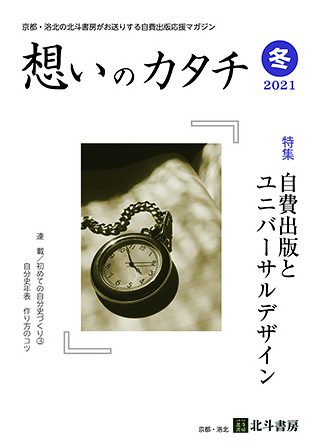 京都・洛北の北斗書房がお送りする自費出版応援マガジン
想いのカタチ
冬
2021
特集
自費出版と
ユニバーサルデザイン
連 載／初めての自分史づくり③
自分史年表 作り方のコツ
京都・洛北
北斗書房